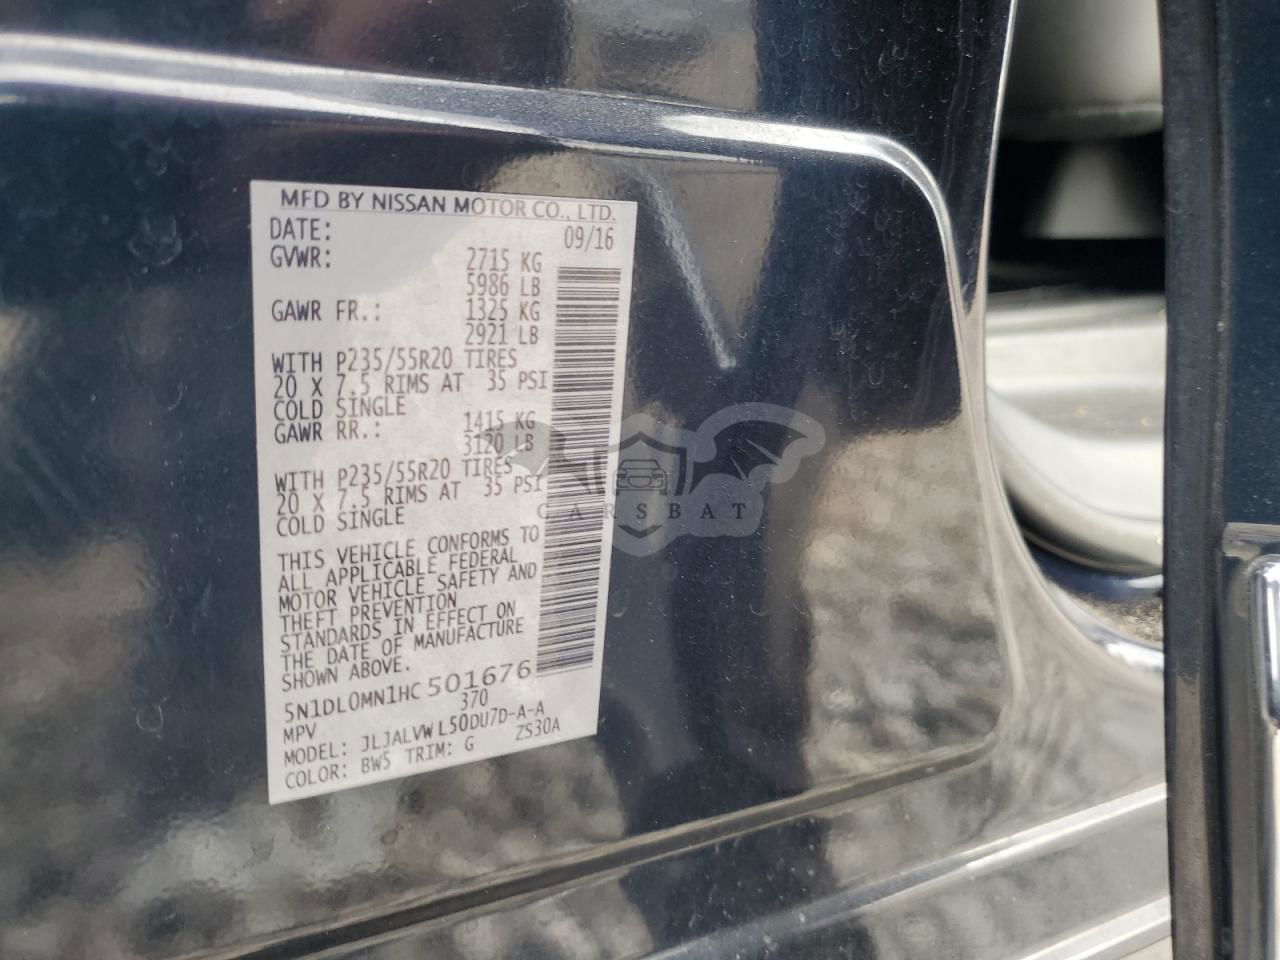 MFD BY NISSAN MOTOR CO., LTD.
DATE: 09/16
GVWR: 2715 KG
5986 LB
GAWR FR.: 1325 KG
2921 LB
WITH P235/55R20 TIRES
20 X 7.5 RIMS AT 35 PSI
COLD SINGLE
GAWR RR.: 1415 KG
3120 LB
WITH P235/55R20 TIRES
20 X 7.5 RIMS AT 35 PSI
COLD SINGLE
THIS VEHICLE CONFORMS TO
ALL APPLICABLE FEDERAL
MOTOR VEHICLE SAFETY AND
THEFT PREVENTION
STANDARDS IN EFFECT ON
THE DATE OF MANUFACTURE
SHOWN ABOVE.
5N1DL0MN1HC501676
MPV 370
MODEL: JLJALVWL50DU7D-A-A
COLOR: BW5 TRIM: G ZS30A
CARSBAT